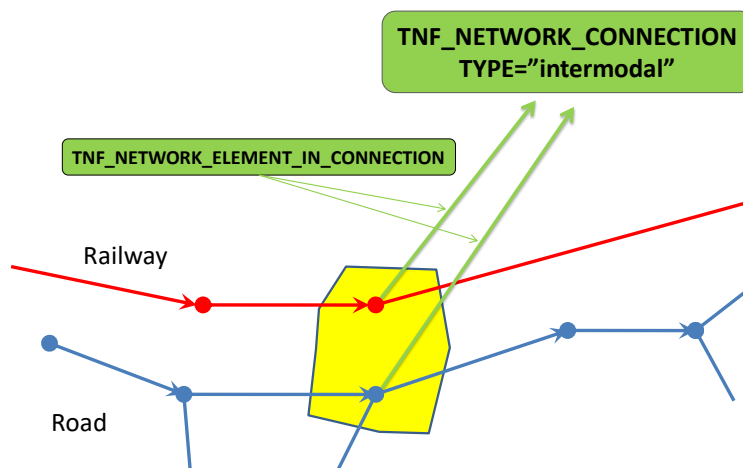 TNF_NETWORK_CONNECTION
TYPE=”intermodal”
TNF_NETWORK_ELEMENT_IN_CONNECTION
Railway
Road